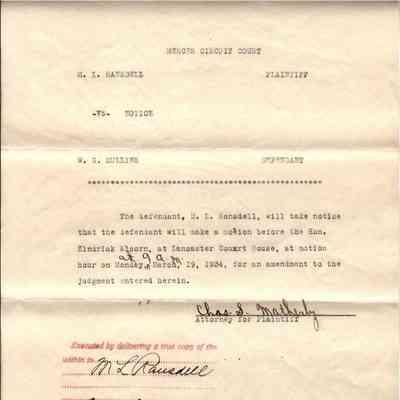 MERCER CIRCUIT COURT
M. L. RANSDELL PLAINTIFF
-VS- NOTICE
W. G. MULLINS DEFENDANT
The defendant, M. L. Ransdell, will take notice
that the defendant will make a motion before the Hon.
Kindrick Alcorn, at Lancaster Court House, at motion
at 9 a m
hour on Monday, March, 19, 1934, for an amendment to the
judgment entered herein.
Chas. S. Matherly
Attorney for Plaintiff
Executed by delivering a true copy of the
within to
M L Ransdell